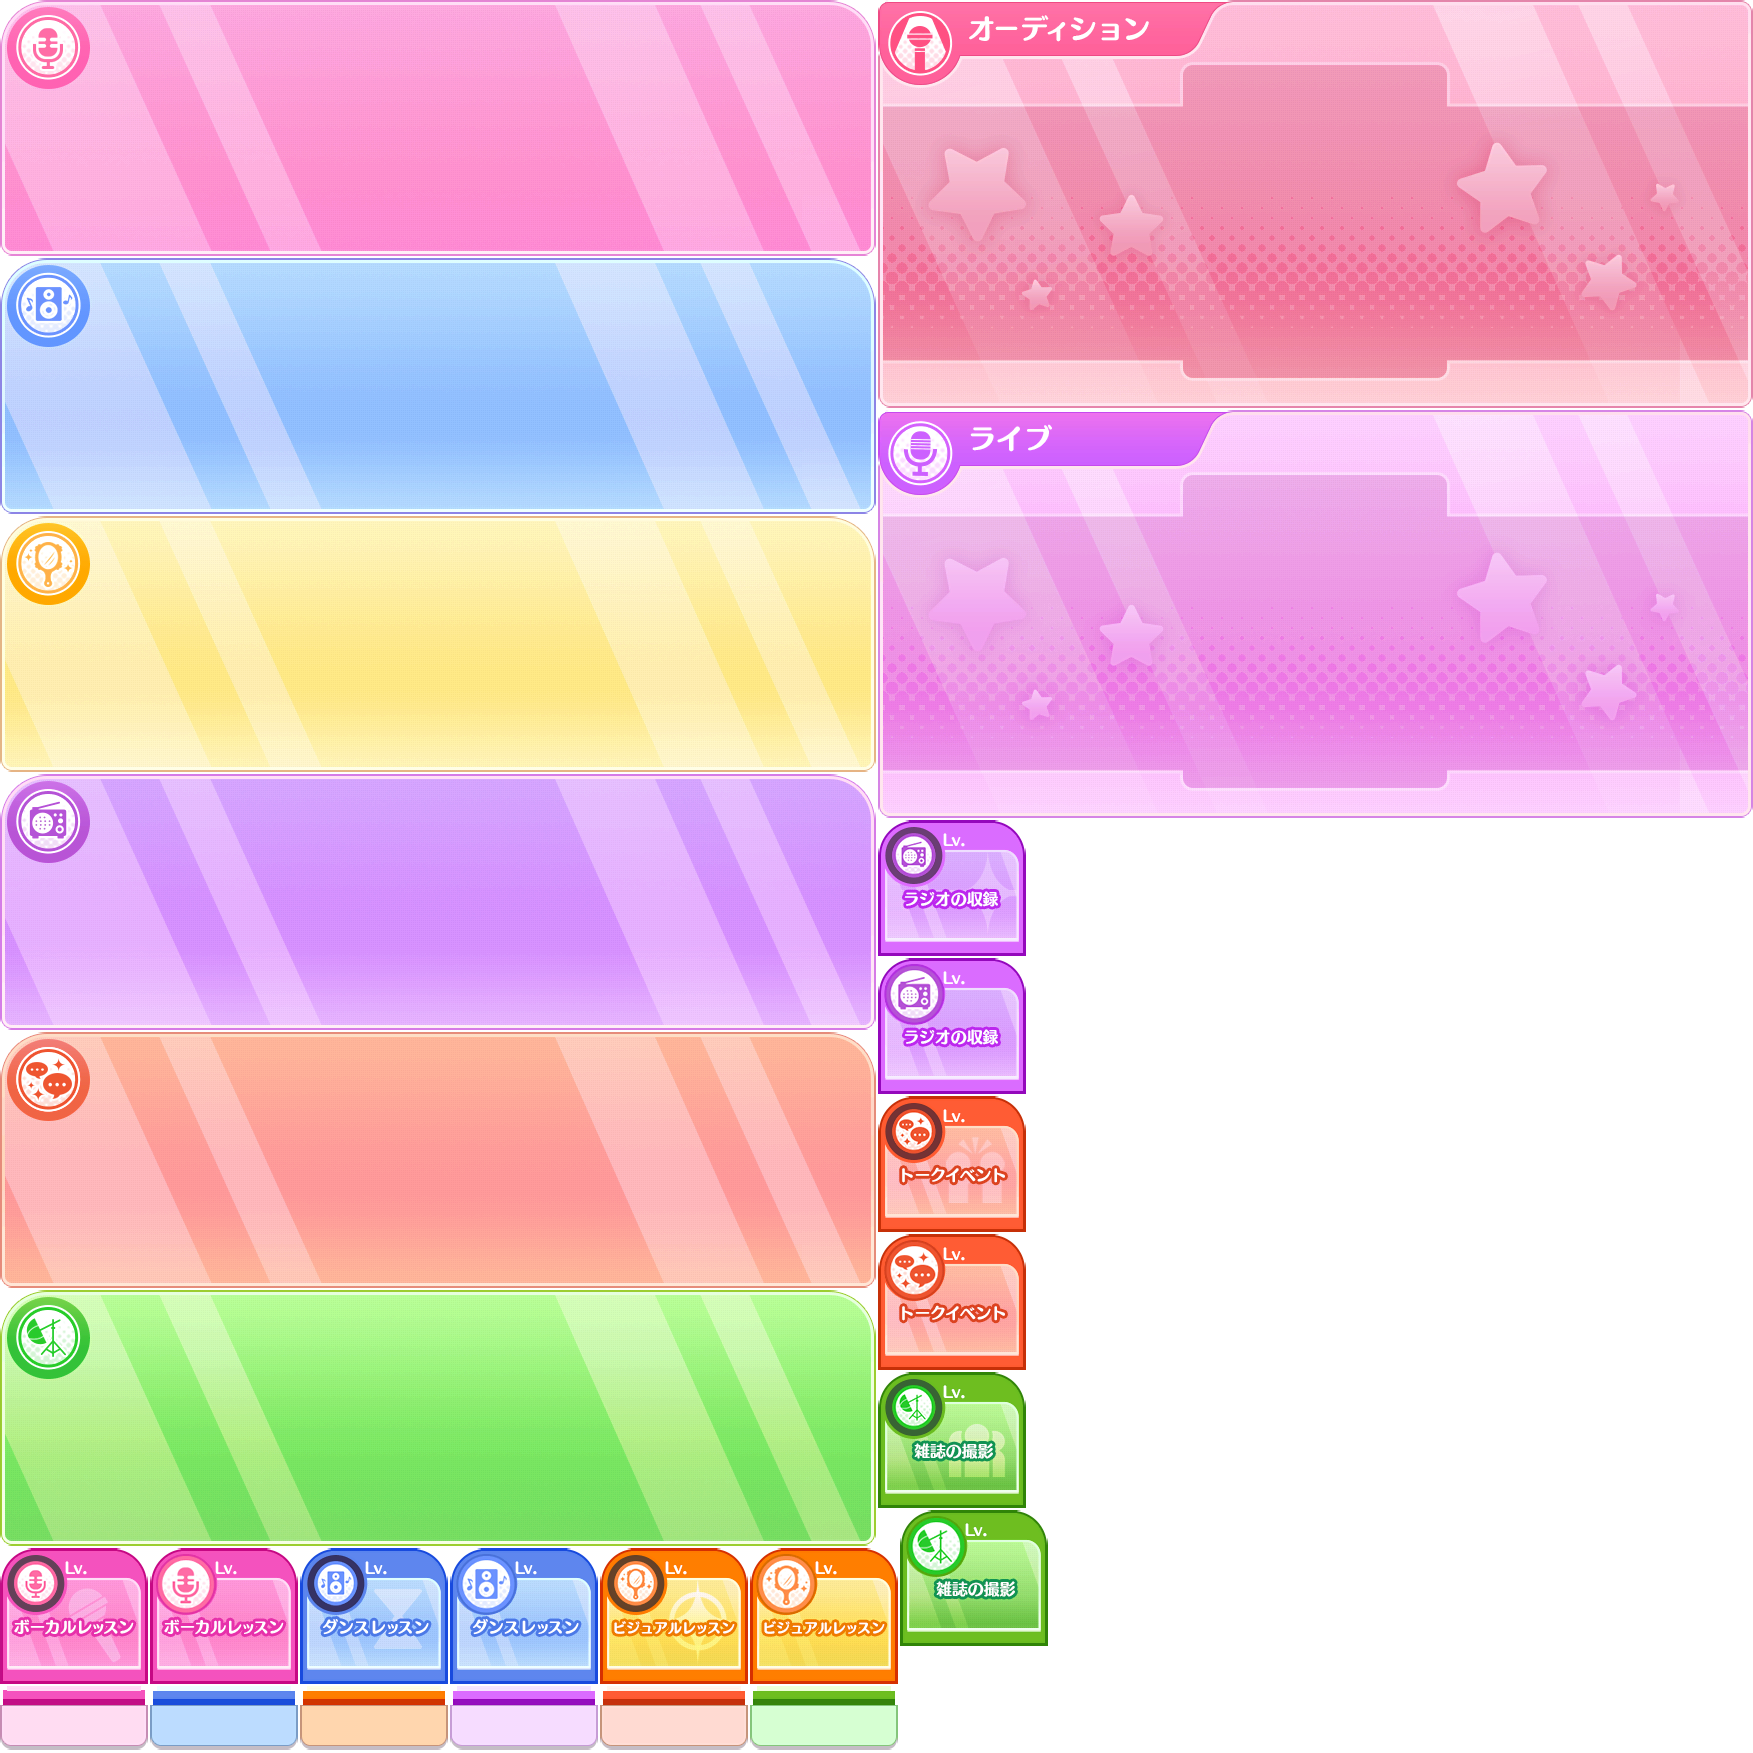 オーディション
ライブ
Lv.
ラジオの収録
Lv.
ラジオの収録
Lv.
トークイベント
Lv.
トークイベント
Lv.
雑誌の撮影
Lv.
雑誌の撮影
Lv.
ボーカルレッスン
Lv.
ボーカルレッスン
Lv.
ダンスレッスン
Lv.
ダンスレッスン
Lv.
ビジュアルレッスン
Lv.
ビジュアルレッスン